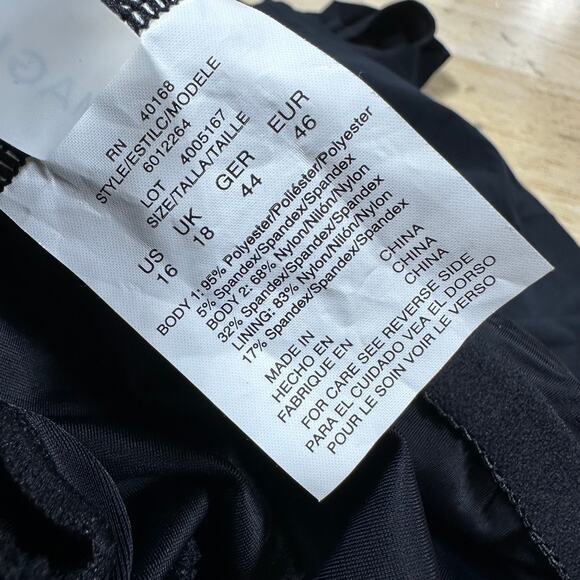 RN 40168
STYLE/ESTILC/MODELE
6012264
LOT 4005167
SIZE/TALLA/TAILLE
US UK GER EUR
16 18 44 46
BODY 1: 95% Polyester/Poliéster/Polyester
5% Spandex/Spandex/Spandex
BODY 2: 68% Nylon/Nilón/Nylon
32% Spandex/Spandex/Spandex
LINING: 83% Nylon/Nilón/Nylon
17% Spandex/Spandex/Spandex
MADE IN CHINA
HECHO EN CHINA
FABRIQUE EN CHINA
FOR CARE SEE REVERSE SIDE
PARA EL CUIDADO VEA EL DORSO
POUR LE SOIN VOIR LE VERSO